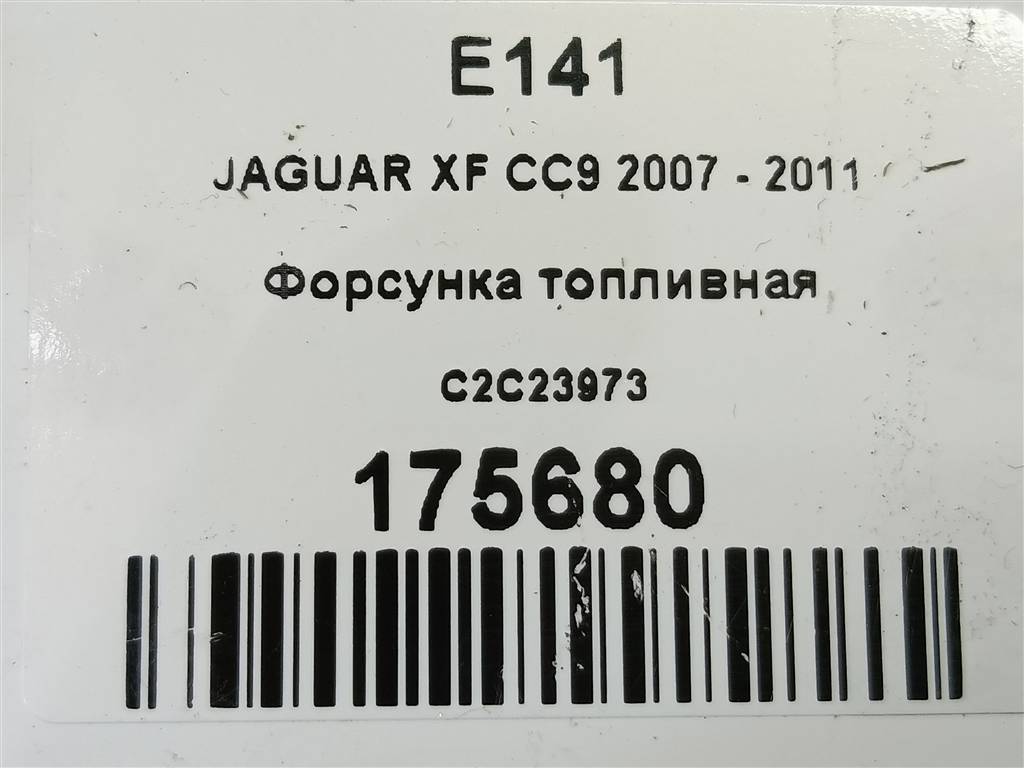 E141
JAGUAR XF CC9 2007 - 2011
Форсунка топливная
C2C23973
175680